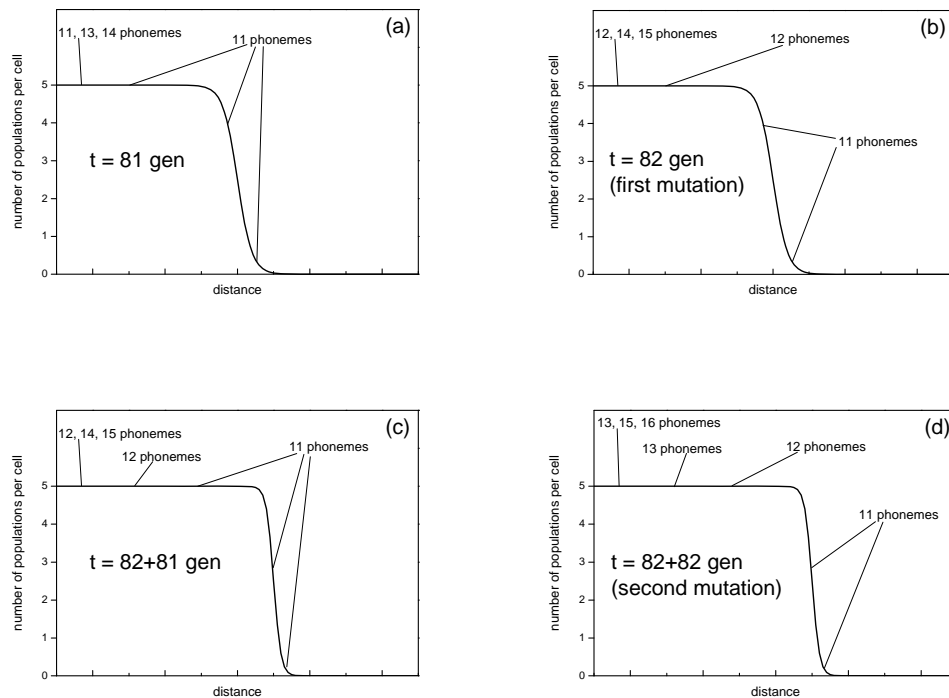 (a)
11, 13, 14 phonemes
11 phonemes
number of populations per cell
5
4
3
2
1
0
t = 81 gen
distance
(b)
12, 14, 15 phonemes
12 phonemes
11 phonemes
number of populations per cell
5
4
3
2
1
0
t = 82 gen
(first mutation)
distance
(c)
12, 14, 15 phonemes
12 phonemes
11 phonemes
number of populations per cell
5
4
3
2
1
0
t = 82+81 gen
distance
(d)
13, 15, 16 phonemes
13 phonemes
12 phonemes
11 phonemes
number of populations per cell
5
4
3
2
1
0
t = 82+82 gen
(second mutation)
distance